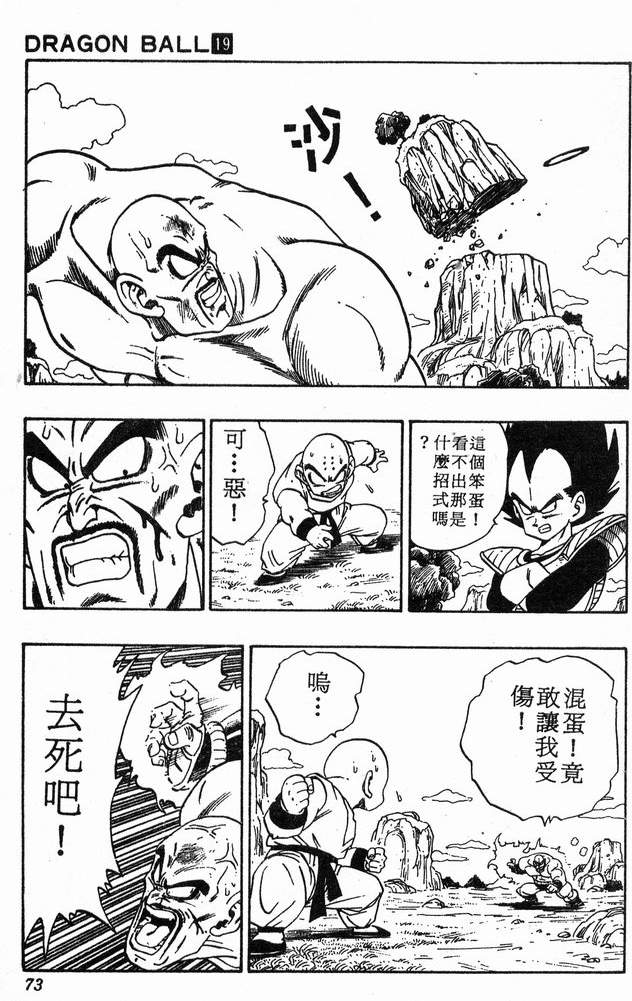 DRAGON BALL 19
沙！
這個笨蛋！
看不出那是
什麼招式嗎
？
可…惡！
混蛋！竟
敢讓我受
傷！
嗚…
去死吧！
73